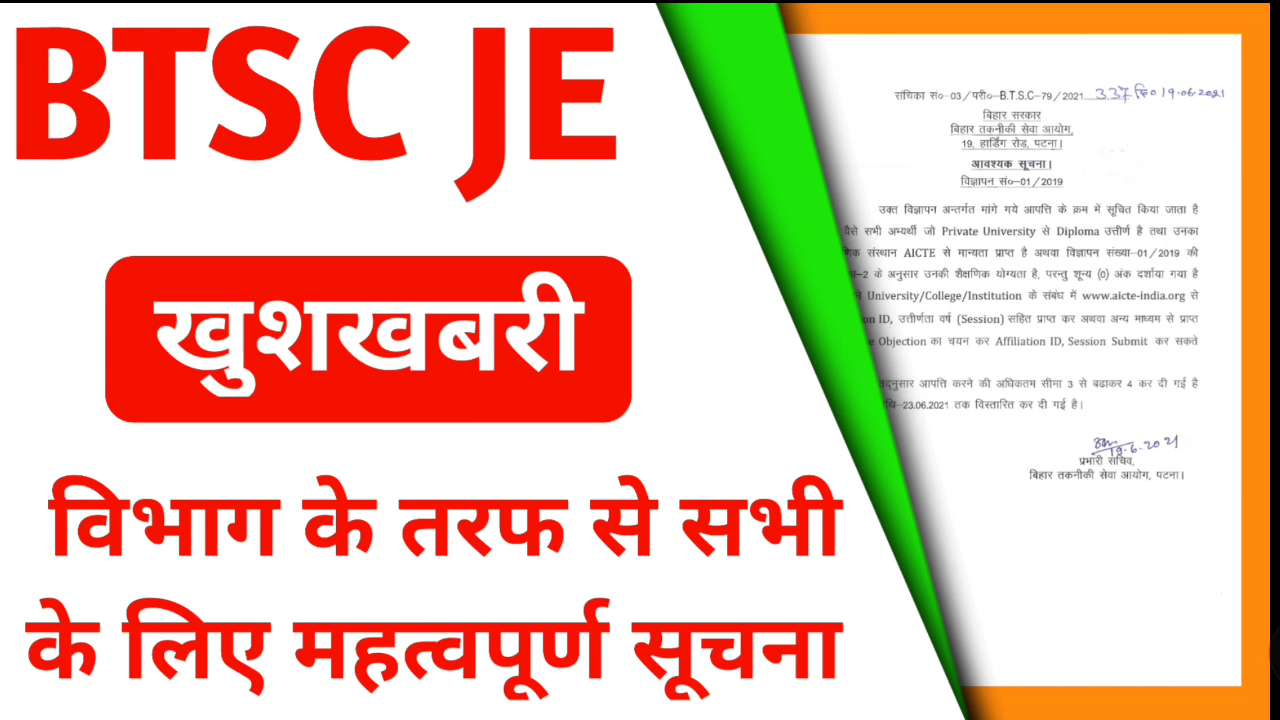 BTSC JE
खुशखबरी
विभाग के तरफ से सभी
के लिए महत्वपूर्ण सूचना
संचिका सं०-03/परी०-B.T.S.C-79/2021....337 दि० 19.06.2021
बिहार सरकार
बिहार तकनीकी सेवा आयोग,
19, हार्डिंग रोड, पटना।
आवश्यक सूचना।
विज्ञापन सं०-01/2019
उक्त विज्ञापन अन्तर्गत मांगे गये आपत्ति के क्रम में सूचित किया जाता है
सभी अभ्यर्थी जो Private University से Diploma उत्तीर्ण है तथा उनका
संस्थान AICTE से मान्यता प्राप्त है अथवा विज्ञापन संख्या-01/2019 की
-2 के अनुसार उनकी शैक्षणिक योग्यता है, परन्तु शून्य (0) अंक दर्शाया गया है
University/College/Institution के संबंध में www.aicte-india.org से
ID, उत्तीर्णता वर्ष (Session) सहित प्राप्त कर अथवा अन्य माध्यम से प्राप्त
Objection का चयन कर Affiliation ID, Session Submit कर सकते
आपत्ति करने की अधिकतम सीमा 3 से बढाकर 4 कर दी गई है
-23.06.2021 तक विस्तारित कर दी गई है।
19.6.2021
प्रभारी सचिव,
बिहार तकनीकी सेवा आयोग, पटना।